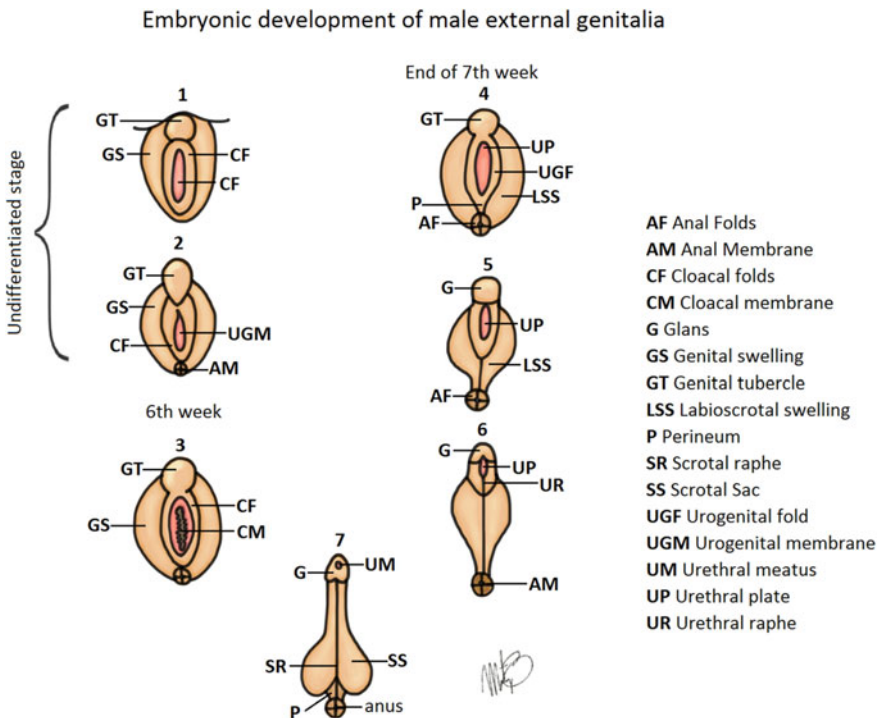 Embryonic development of male external genitalia
Undifferentiated stage
1
GT
GS
CF
CF
2
GT
GS
UGM
CF
AM
6th week
3
GT
CF
GS
CM
End of 7th week
4
GT
UP
UGF
LSS
P
AF
5
G
UP
LSS
AF
6
G
UP
UR
AM
7
UM
G
SR
SS
P
anus
AF Anal Folds
AM Anal Membrane
CF Cloacal folds
CM Cloacal membrane
G Glans
GS Genital swelling
GT Genital tubercle
LSS Labioscrotal swelling
P Perineum
SR Scrotal raphe
SS Scrotal Sac
UGF Urogenital fold
UGM Urogenital membrane
UM Urethral meatus
UP Urethral plate
UR Urethral raphe